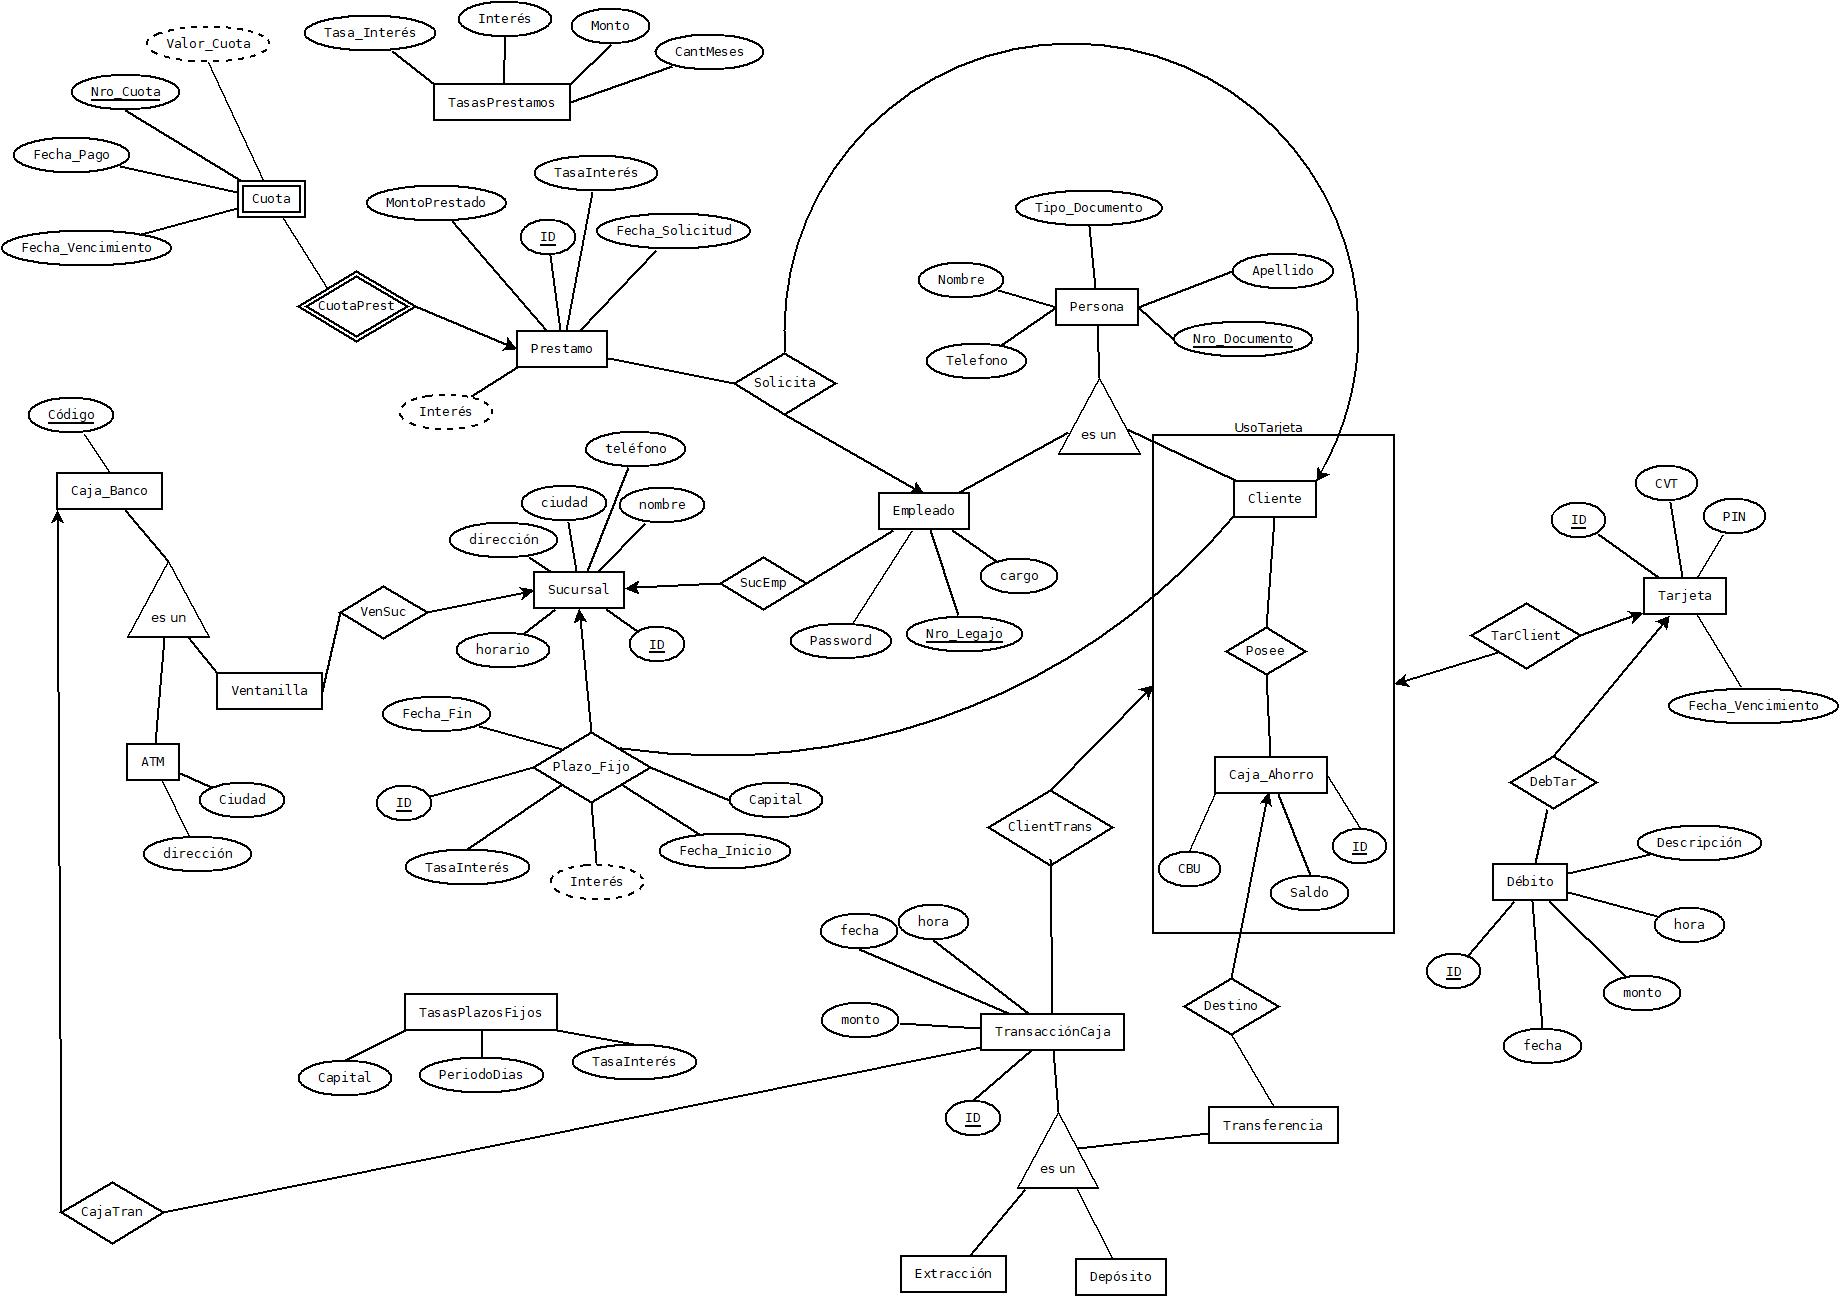 Tasa_Interés
Interés
Monto
CantMeses
Valor_Cuota
Nro_Cuota
TasasPrestamos
Fecha_Pago
Cuota
Fecha_Vencimiento
MontoPrestado
TasaInterés
ID
Fecha_Solicitud
CuotaPrest
Prestamo
Interés
Solicita
Tipo_Documento
Nombre
Apellido
Persona
Telefono
Nro_Documento
es un
UsoTarjeta
Código
Caja_Banco
es un
teléfono
ciudad
nombre
dirección
Sucursal
horario
ID
VenSuc
Ventanilla
SucEmp
Empleado
cargo
Password
Nro_Legajo
Cliente
Posee
CVT
ID
PIN
Tarjeta
TarClient
Fecha_Vencimiento
ATM
Ciudad
dirección
Fecha_Fin
Plazo_Fijo
ID
Capital
TasaInterés
Interés
Fecha_Inicio
ClientTrans
Caja_Ahorro
CBU
ID
Saldo
DebTar
Débito
Descripción
hora
ID
monto
fecha
fecha
hora
monto
TransacciónCaja
ID
Destino
Transferencia
TasasPlazosFijos
Capital
PeriodoDias
TasaInterés
es un
CajaTran
Extracción
Depósito